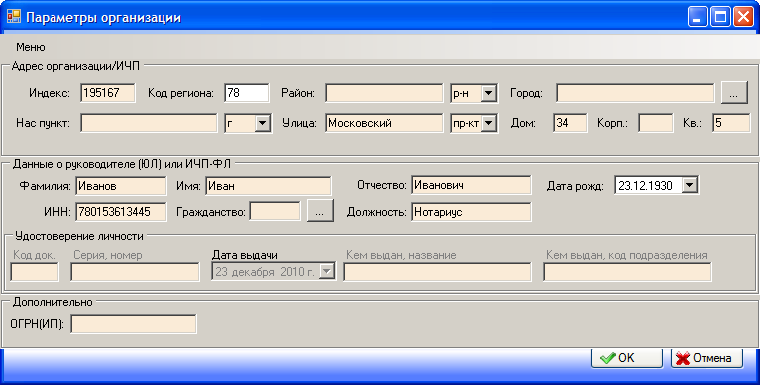 Параметры организации
Меню
Адрес организации/ИЧП
Индекс: 195167 Код региона: 78 Район: р-н Город: ...
Нас пункт: г Улица: Московский пр-кт Дом: 34 Корп.: Кв.: 5
Данные о руководителе (ЮЛ) или ИЧП-ФЛ
Фамилия: Иванов Имя: Иван Отчество: Иванович Дата рожд: 23.12.1930
ИНН: 780153613445 Гражданство: ... Должность: Нотариус
Удостоверение личности
Код док. Серия, номер Дата выдачи Кем выдан, название Кем выдан, код подразделения
23 декабря 2010 г.
Дополнительно
ОГРН(ИП):
OK Отмена